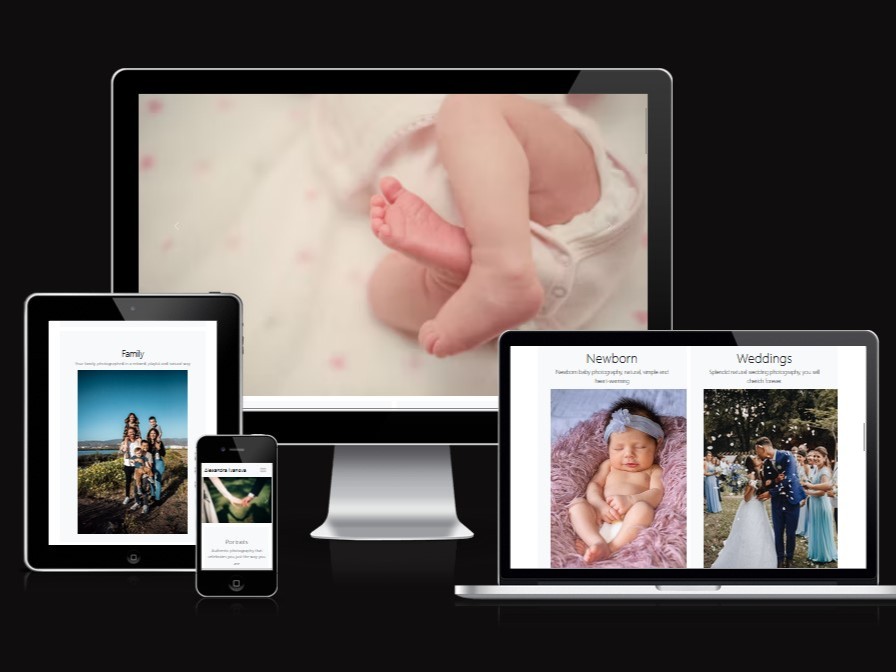 Family
Your family photographed in a relaxed, playful and natural way
Alexandra Ivanova
Portraits
Authentic photography that
celebrates you just the way you
are
Newborn
Newborn baby photography, natural, simple and
heart-warming
Weddings
Splendid natural wedding photography you will
cherish forever